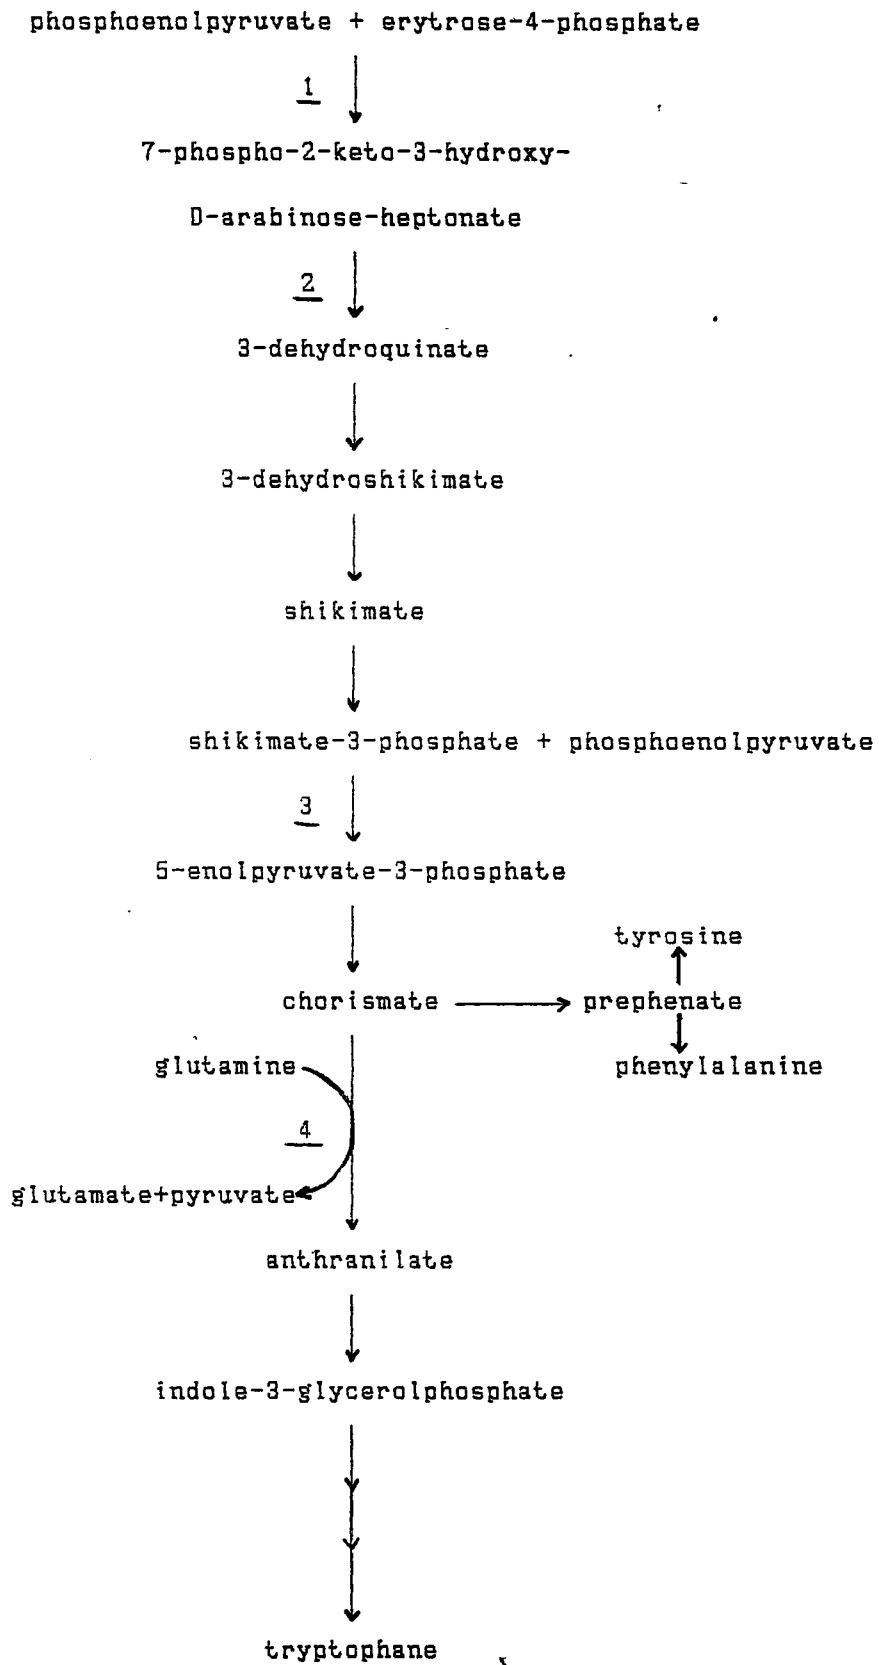 phosphoenolpyruvate + erytrose-4-phosphate
1
7-phospho-2-keto-3-hydroxy-
D-arabinose-heptonate
2
3-dehydroquinate
3-dehydroshikimate
shikimate
shikimate-3-phosphate + phosphoenolpyruvate
3
5-enolpyruvate-3-phosphate
tyrosine
chorismate prephenate
glutamine phenylalanine
4
glutamate+pyruvate
anthranilate
indole-3-glycerolphosphate
tryptophane